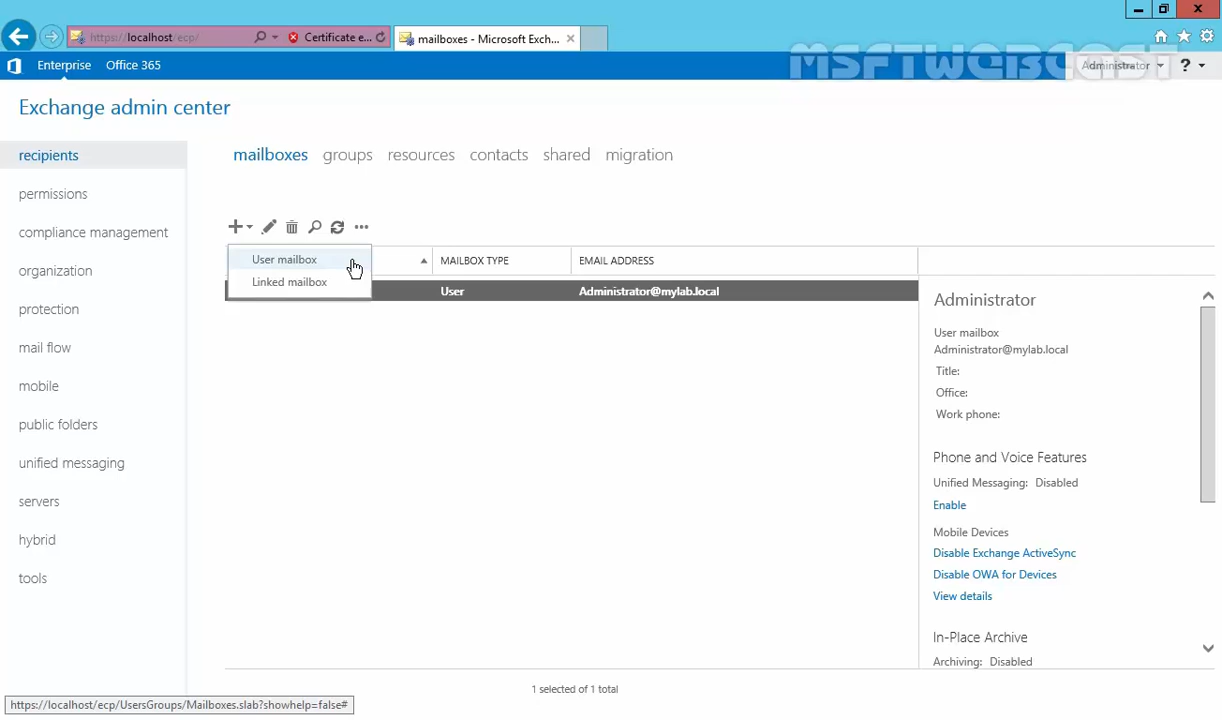 https://localhost/ecp/
Certificate e...
mailboxes - Microsoft Exch...
MSFTWEBCAST
Enterprise Office 365
Administrator ?
Exchange admin center
recipients
permissions
compliance management
organization
protection
mail flow
mobile
public folders
unified messaging
servers
hybrid
tools
mailboxes groups resources contacts shared migration
User mailbox
Linked mailbox
MAILBOX TYPE EMAIL ADDRESS
User Administrator@mylab.local
Administrator
User mailbox
Administrator@mylab.local
Title:
Office:
Work phone:
Phone and Voice Features
Unified Messaging: Disabled
Enable
Mobile Devices
Disable Exchange ActiveSync
Disable OWA for Devices
View details
In-Place Archive
Archiving: Disabled
1 selected of 1 total
https://localhost/ecp/UsersGroups/Mailboxes.slab?showhelp=false#